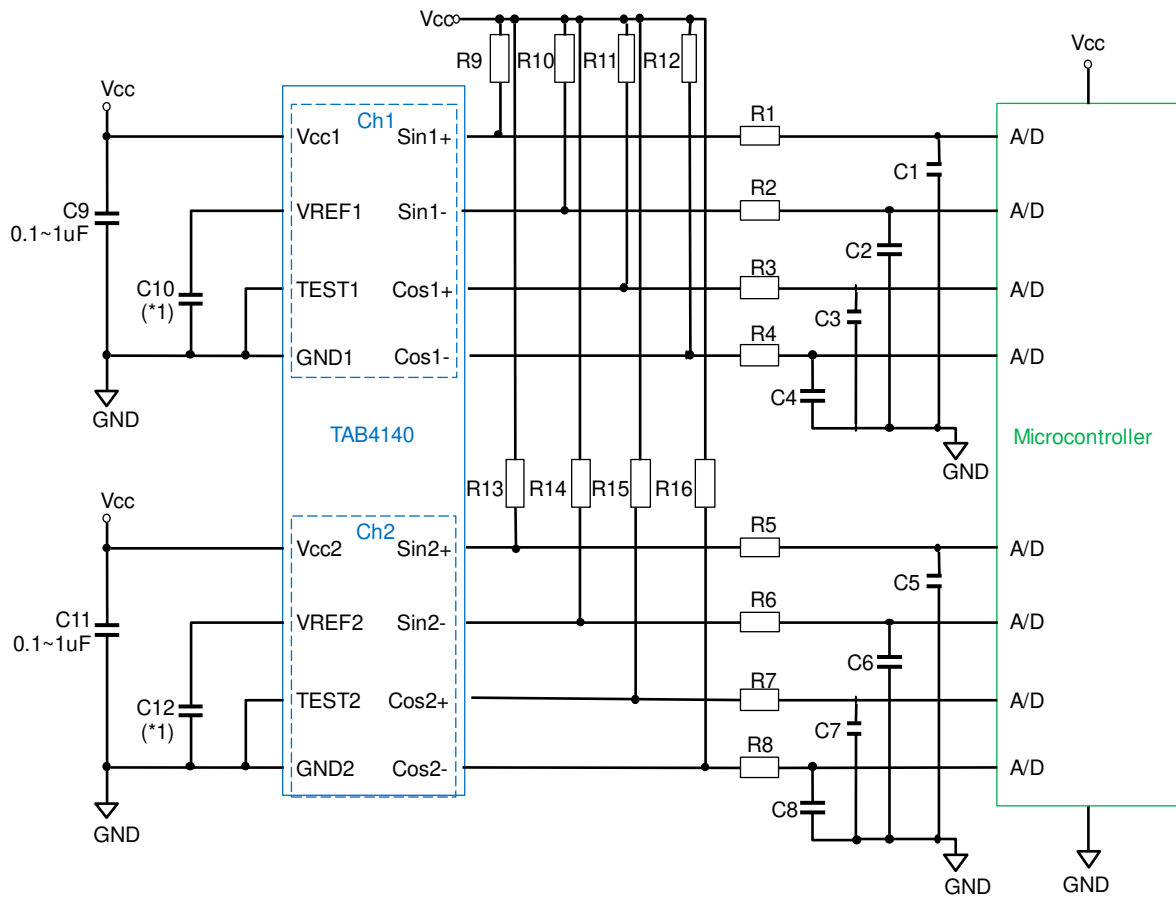 Vcc
Vcc
R9
R10
R11
R12
Vcc
Ch1
R1
Vcc1
Sin1+
A/D
C1
C9
0.1~1uF
VREF1
Sin1-
R2
A/D
C2
C10
(*1)
TEST1
Cos1+
R3
A/D
C3
GND1
Cos1-
R4
A/D
C4
GND
TAB4140
Microcontroller
GND
R13
R14
R15
R16
Vcc
Ch2
R5
Vcc2
Sin2+
A/D
C5
C11
0.1~1uF
VREF2
Sin2-
R6
A/D
C6
C12
(*1)
TEST2
Cos2+
R7
A/D
C7
GND2
Cos2-
R8
A/D
C8
GND
GND
GND